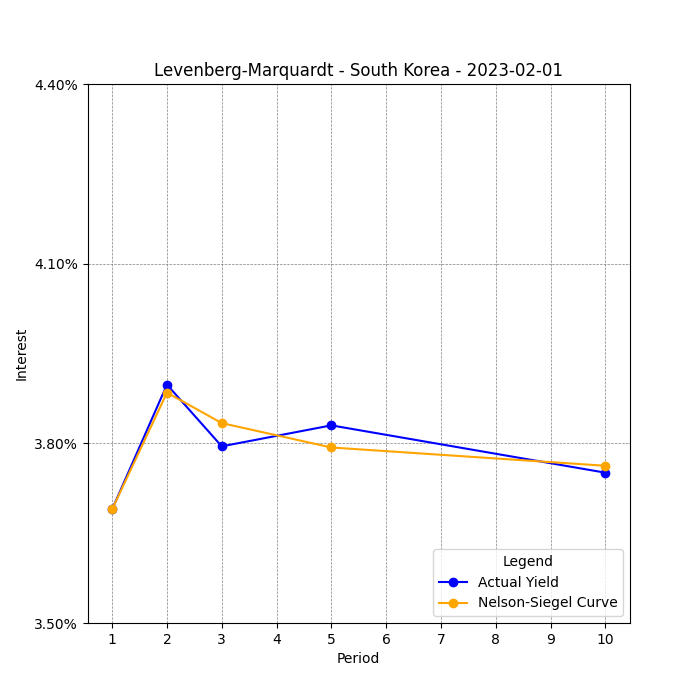 Levenberg-Marquardt - South Korea - 2023-02-01
4.40%
4.10%
3.80%
3.50%
Interest
1 2 3 4 5 6 7 8 9 10
Period
Legend
Actual Yield
Nelson-Siegel Curve